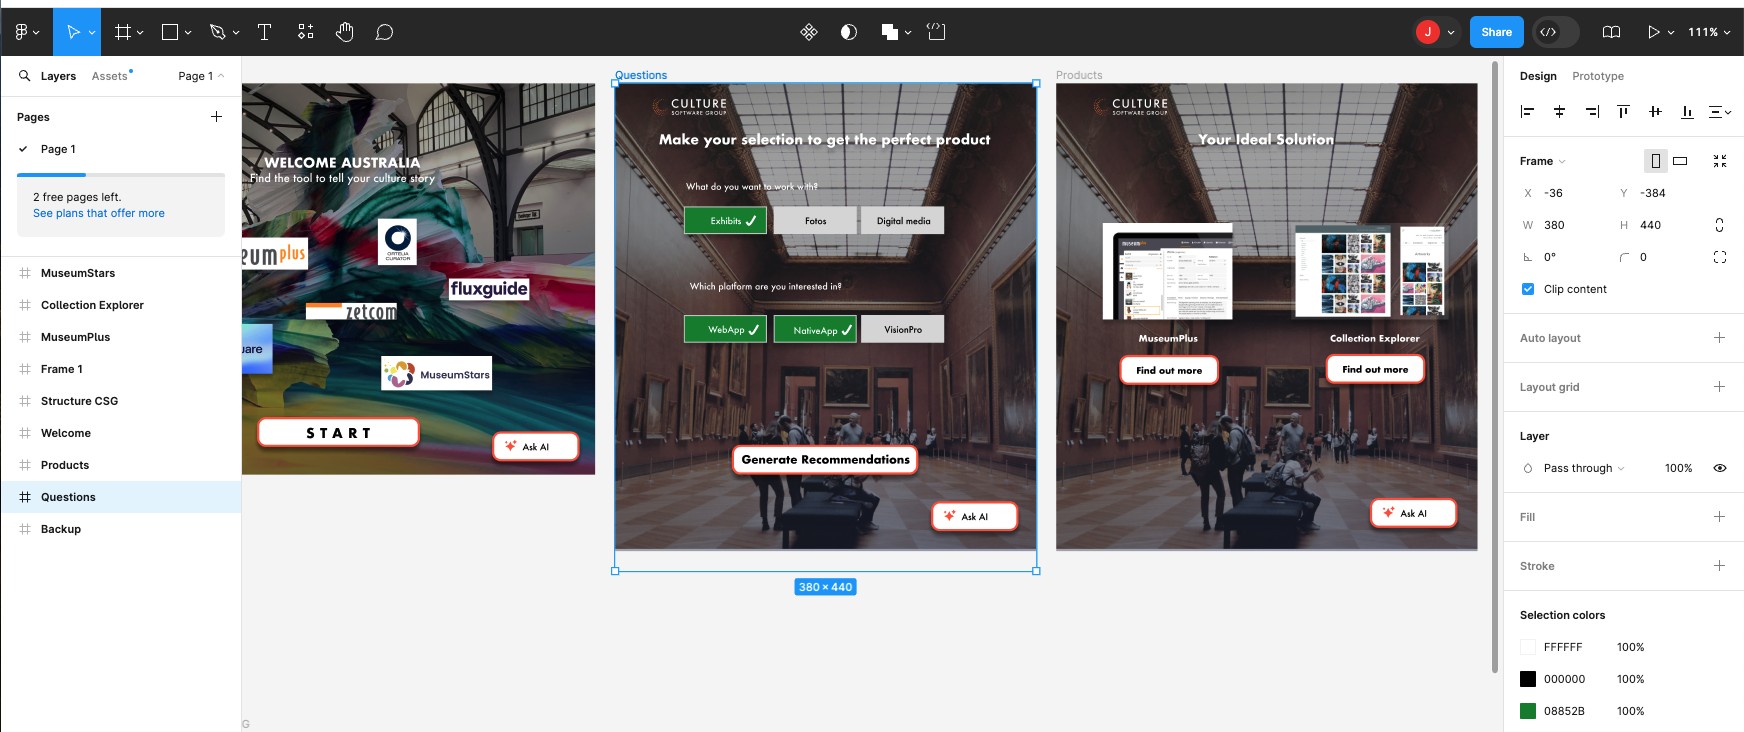 Share
J
111%
Layers
Assets
Page 1
Pages
Page 1
2 free pages left.
See plans that offer more
MuseumStars
Collection Explorer
MuseumPlus
Frame 1
Structure CSG
Welcome
Products
Questions
Backup
WELCOME AUSTRALIA
Find the tool to tell your culture story
eumplus
ORTELIA
CURATOR
fluxguide
zetcom
uare
MuseumStars
START
Ask AI
G
Questions
CULTURE
SOFTWARE GROUP
Make your selection to get the perfect product
What do you want to work with?
Exhibits
Fotos
Digital media
Which platform are you interested in?
WebApp
NativeApp
VisionPro
Generate Recommendations
Ask AI
380 × 440
Products
CULTURE
SOFTWARE GROUP
Your Ideal Solution
museumplus
MuseumPlus
Collection Explorer
Find out more
Find out more
Ask AI
Design
Prototype
Frame
X -36
Y -384
W 380
H 440
0°
0
Clip content
Auto layout
Layout grid
Layer
Pass through
100%
Fill
Stroke
Selection colors
FFFFFF 100%
000000 100%
08852B 100%